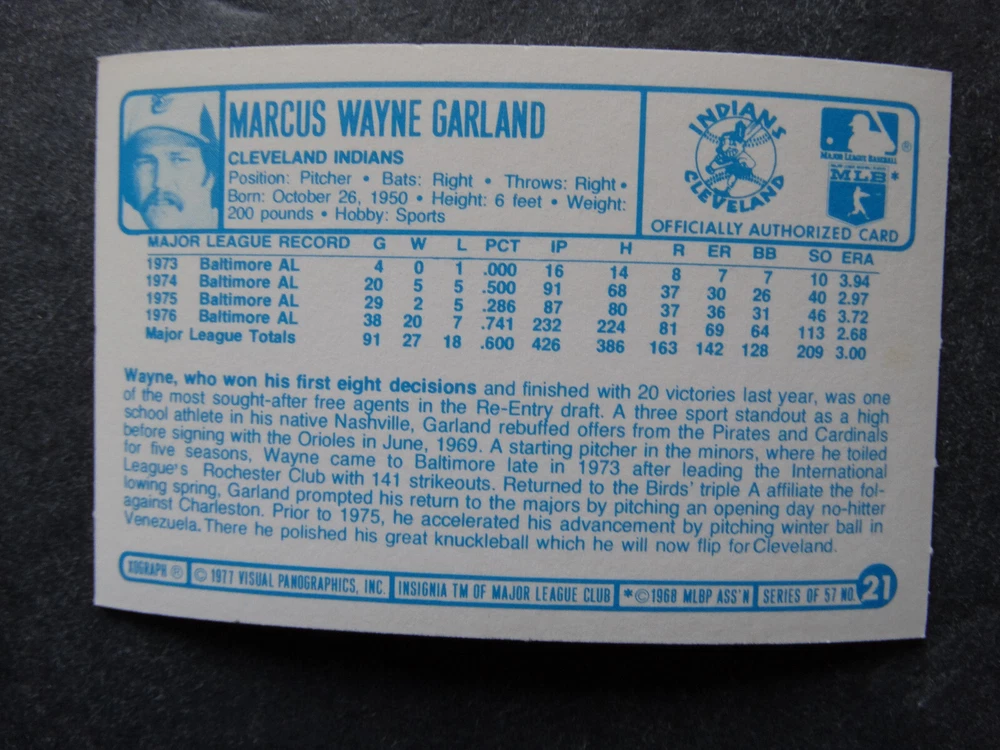 MARCUS WAYNE GARLAND
CLEVELAND INDIANS
Position: Pitcher • Bats: Right • Throws: Right •
Born: October 26, 1950 • Height: 6 feet • Weight:
200 pounds • Hobby: Sports
INDIANS
CLEVELAND
MAJOR LEAGUE BASEBALL ®
MLB *
OFFICIALLY AUTHORIZED CARD
MAJOR LEAGUE RECORD G W L PCT IP H R ER BB SO ERA
1973 Baltimore AL 4 0 1 .000 16 14 8 7 7 10 3.94
1974 Baltimore AL 20 5 5 .500 91 68 37 30 26 40 2.97
1975 Baltimore AL 29 2 5 .286 87 80 37 36 31 46 3.72
1976 Baltimore AL 38 20 7 .741 232 224 81 69 64 113 2.68
Major League Totals 91 27 18 .600 426 386 163 142 128 209 3.00
Wayne, who won his first eight decisions and finished with 20 victories last year, was one
of the most sought-after free agents in the Re-Entry draft. A three sport standout as a high
school athlete in his native Nashville, Garland rebuffed offers from the Pirates and Cardinals
before signing with the Orioles in June, 1969. A starting pitcher in the minors, where he toiled
for five seasons, Wayne came to Baltimore late in 1973 after leading the International
League's Rochester Club with 141 strikeouts. Returned to the Birds' triple A affiliate the fol-
lowing spring, Garland prompted his return to the majors by pitching an opening day no-hitter
against Charleston. Prior to 1975, he accelerated his advancement by pitching winter ball in
Venezuela. There he polished his great knuckleball which he will now flip for Cleveland.
XOGRAPH ® © 1977 VISUAL PANOGRAPHICS, INC. INSIGNIA TM OF MAJOR LEAGUE CLUB * © 1968 MLBP ASS'N SERIES OF 57 NO. 21